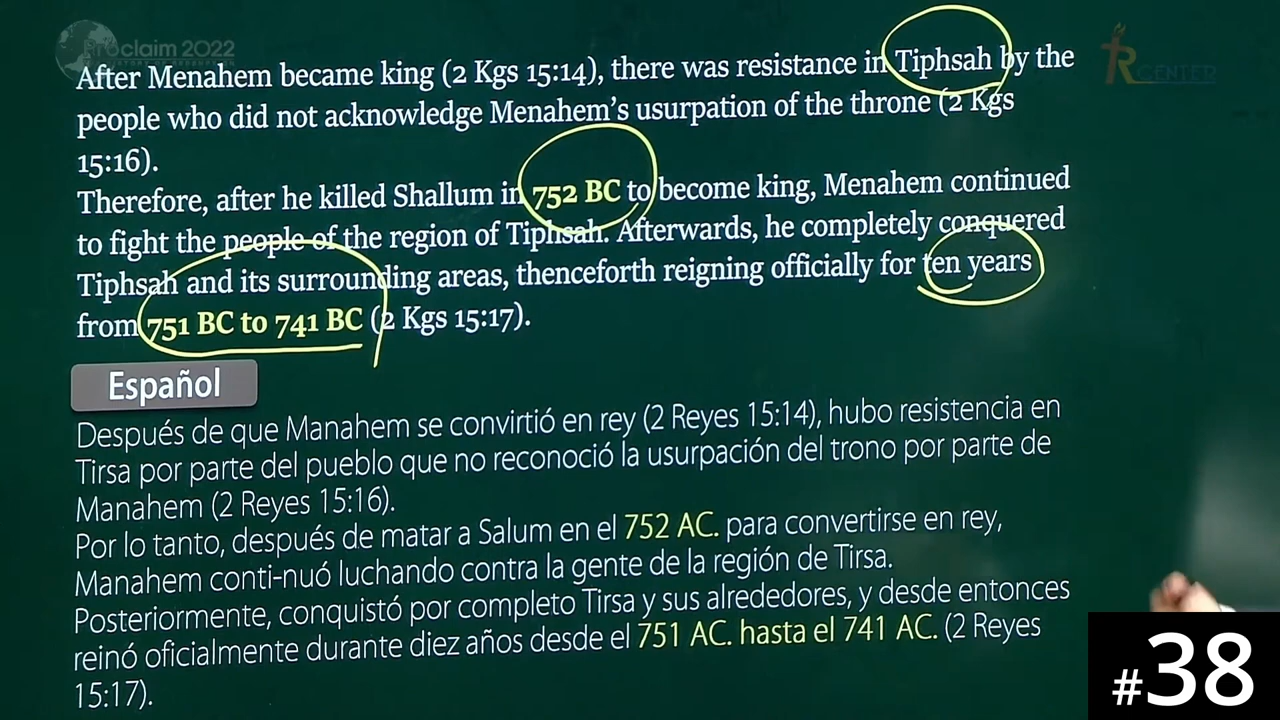 Proclaim 2022
RCENTER
After Menahem became king (2 Kgs 15:14), there was resistance in Tiphsah by the
people who did not acknowledge Menahem's usurpation of the throne (2 Kgs
15:16).
Therefore, after he killed Shallum in 752 BC to become king, Menahem continued
to fight the people of the region of Tiphsah. Afterwards, he completely conquered
Tiphsah and its surrounding areas, thenceforth reigning officially for ten years
from 751 BC to 741 BC (2 Kgs 15:17).
Español
Después de que Manahem se convirtió en rey (2 Reyes 15:14), hubo resistencia en
Tirsa por parte del pueblo que no reconoció la usurpación del trono por parte de
Manahem (2 Reyes 15:16).
Por lo tanto, después de matar a Salum en el 752 AC. para convertirse en rey,
Manahem conti-nuó luchando contra la gente de la región de Tirsa.
Posteriormente, conquistó por completo Tirsa y sus alrededores, y desde entonces
reinó oficialmente durante diez años desde el 751 AC. hasta el 741 AC. (2 Reyes
15:17).
#38